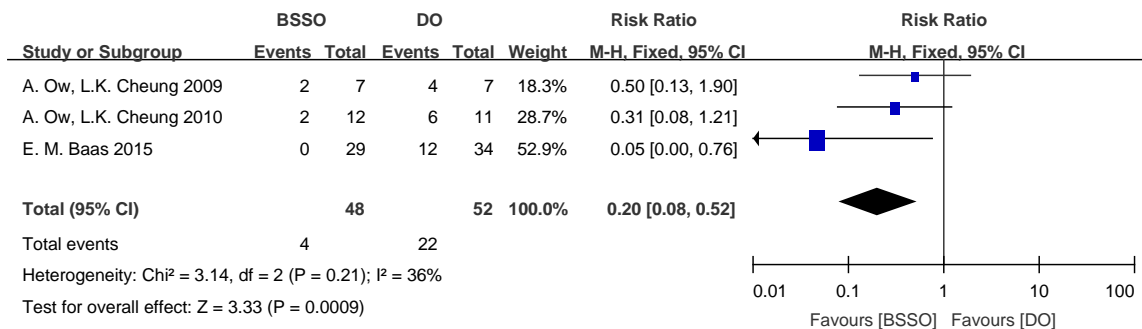 BSSO DO Risk Ratio Risk Ratio
Study or Subgroup Events Total Events Total Weight M-H, Fixed, 95% CI M-H, Fixed, 95% CI
A. Ow, L.K. Cheung 2009 2 7 4 7 18.3% 0.50 [0.13, 1.90]
A. Ow, L.K. Cheung 2010 2 12 6 11 28.7% 0.31 [0.08, 1.21]
E. M. Baas 2015 0 29 12 34 52.9% 0.05 [0.00, 0.76]
Total (95% CI) 48 52 100.0% 0.20 [0.08, 0.52]
Total events 4 22
Heterogeneity: Chi² = 3.14, df = 2 (P = 0.21); I² = 36%
Test for overall effect: Z = 3.33 (P = 0.0009)
0.01 0.1 1 10 100
Favours [BSSO] Favours [DO]